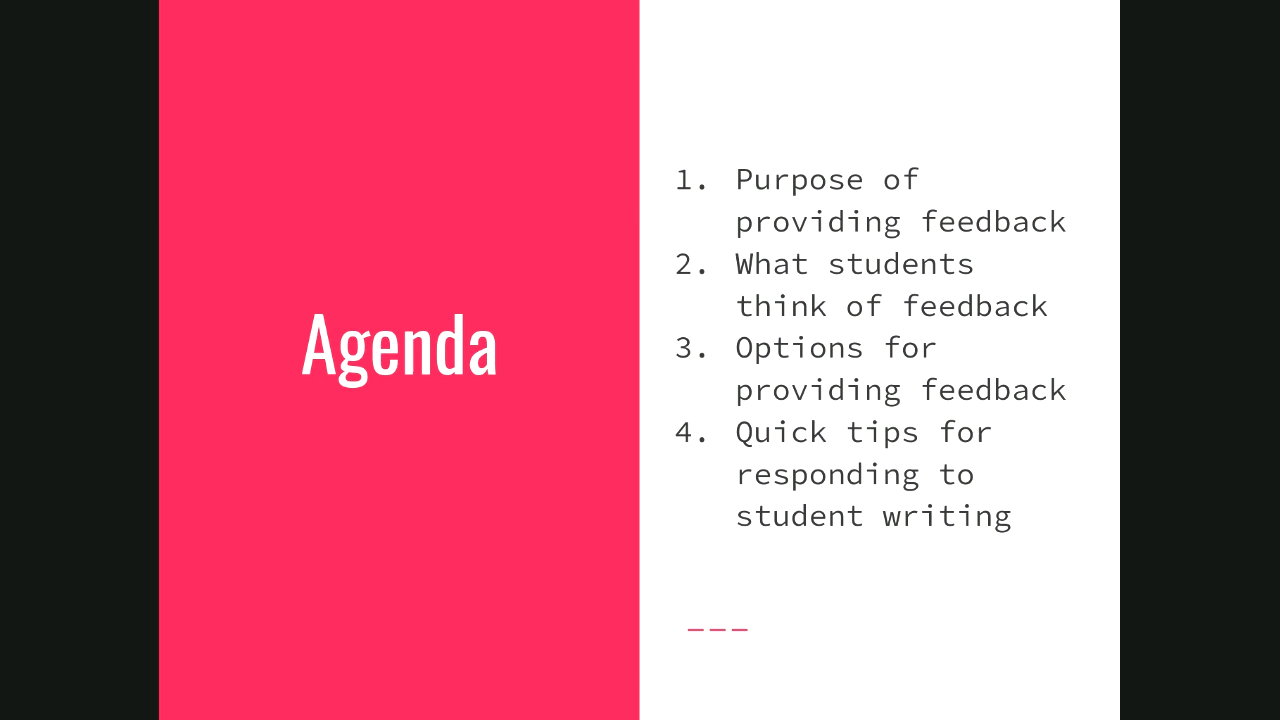 Agenda
1. Purpose of
providing feedback
2. What students
think of feedback
3. Options for
providing feedback
4. Quick tips for
responding to
student writing